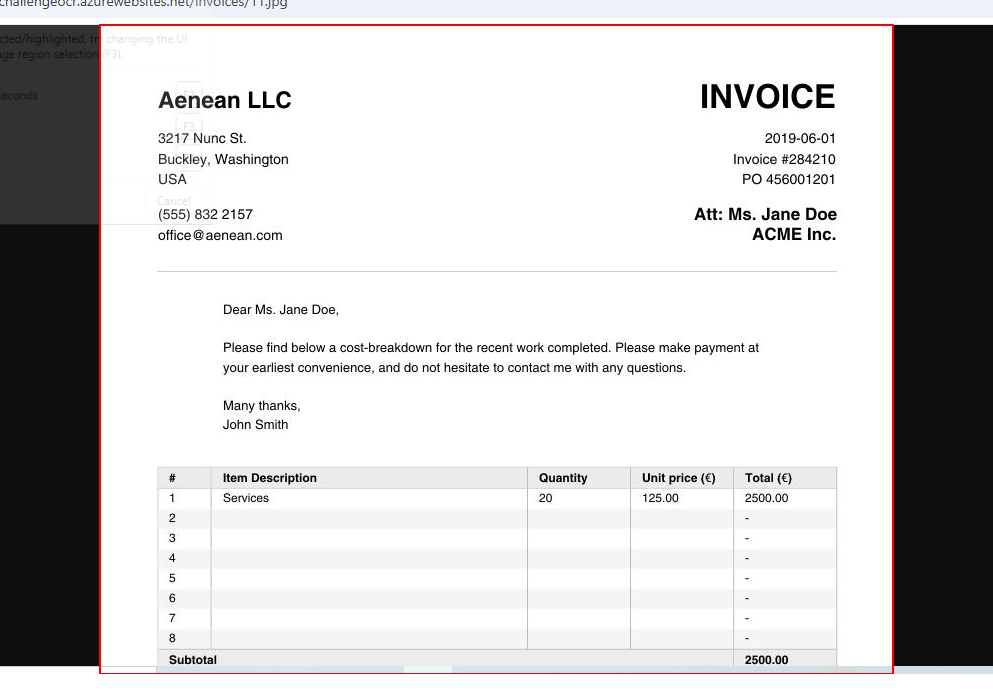 challengeocr.azurewebsites.net/invoices/11.jpg
cted/highlighted, try changing the UI
ge region selection (F3).
seconds
F3
Cancel
Aenean LLC
INVOICE
3217 Nunc St.
2019-06-01
Buckley, Washington
Invoice #284210
USA
PO 456001201
(555) 832 2157
Att: Ms. Jane Doe
office@aenean.com
ACME Inc.
Dear Ms. Jane Doe,
Please find below a cost-breakdown for the recent work completed. Please make payment at
your earliest convenience, and do not hesitate to contact me with any questions.
Many thanks,
John Smith
# Item Description Quantity Unit price (€) Total (€)
1 Services 20 125.00 2500.00
2 -
3 -
4 -
5 -
6 -
7 -
8 -
Subtotal 2500.00